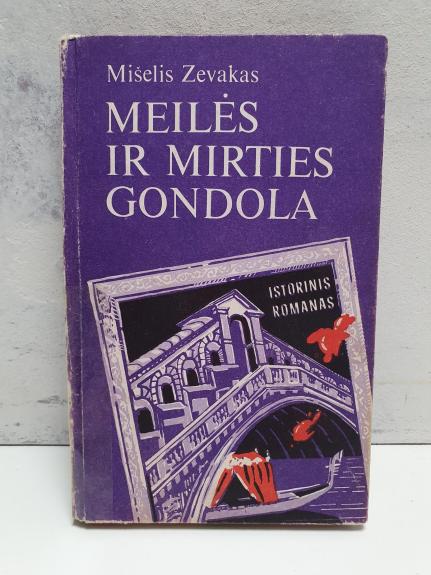 Mišelis Zevakas
MEILĖS
IR MIRTIES
GONDOLA
ISTORINIS
ROMANAS